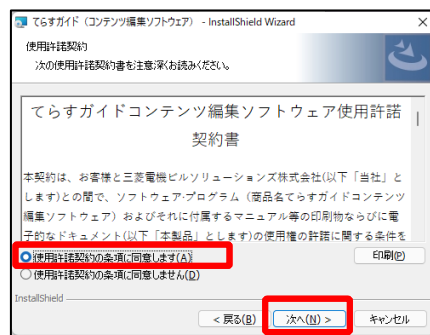 てらすガイド（コンテンツ編集ソフトウェア） - InstallShield Wizard
使用許諾契約
次の使用許諾契約書を注意深くお読みください。
てらすガイドコンテンツ編集ソフトウェア使用許諾
契約書
本契約は、お客様と三菱電機ビルソリューションズ株式会社(以下「当社」と
します)との間で、ソフトウェア･プログラム（商品名てらすガイドコンテンツ
編集ソフトウェア）およびそれに付属するマニュアル等の印刷物ならびに電
子的なドキュメント(以下「本製品」とします)の使用権の許諾に関する条件を
使用許諾契約の条項に同意します(A)
印刷(P)
使用許諾契約の条項に同意しません(D)
InstallShield
< 戻る(B)
次へ(N) >
キャンセル